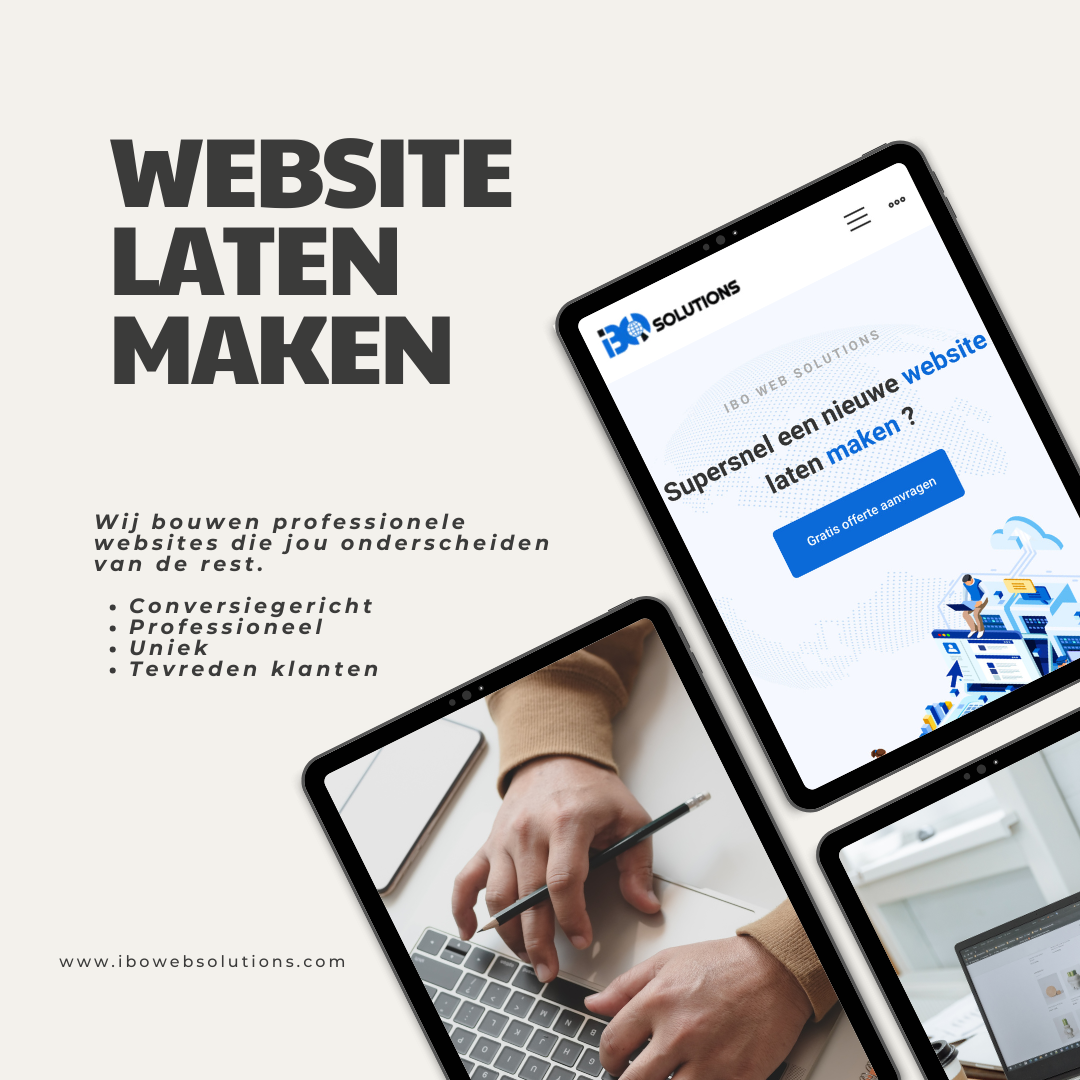 WEBSITE
LATEN
MAKEN
Wij bouwen professionele
websites die jou onderscheiden
van de rest.
• Conversiegericht
• Professioneel
• Uniek
• Tevreden klanten
www.ibowebsolutions.com
IBO SOLUTIONS
IBO WEB SOLUTIONS
Supersnel een nieuwe website
laten maken ?
Gratis offerte aanvragen